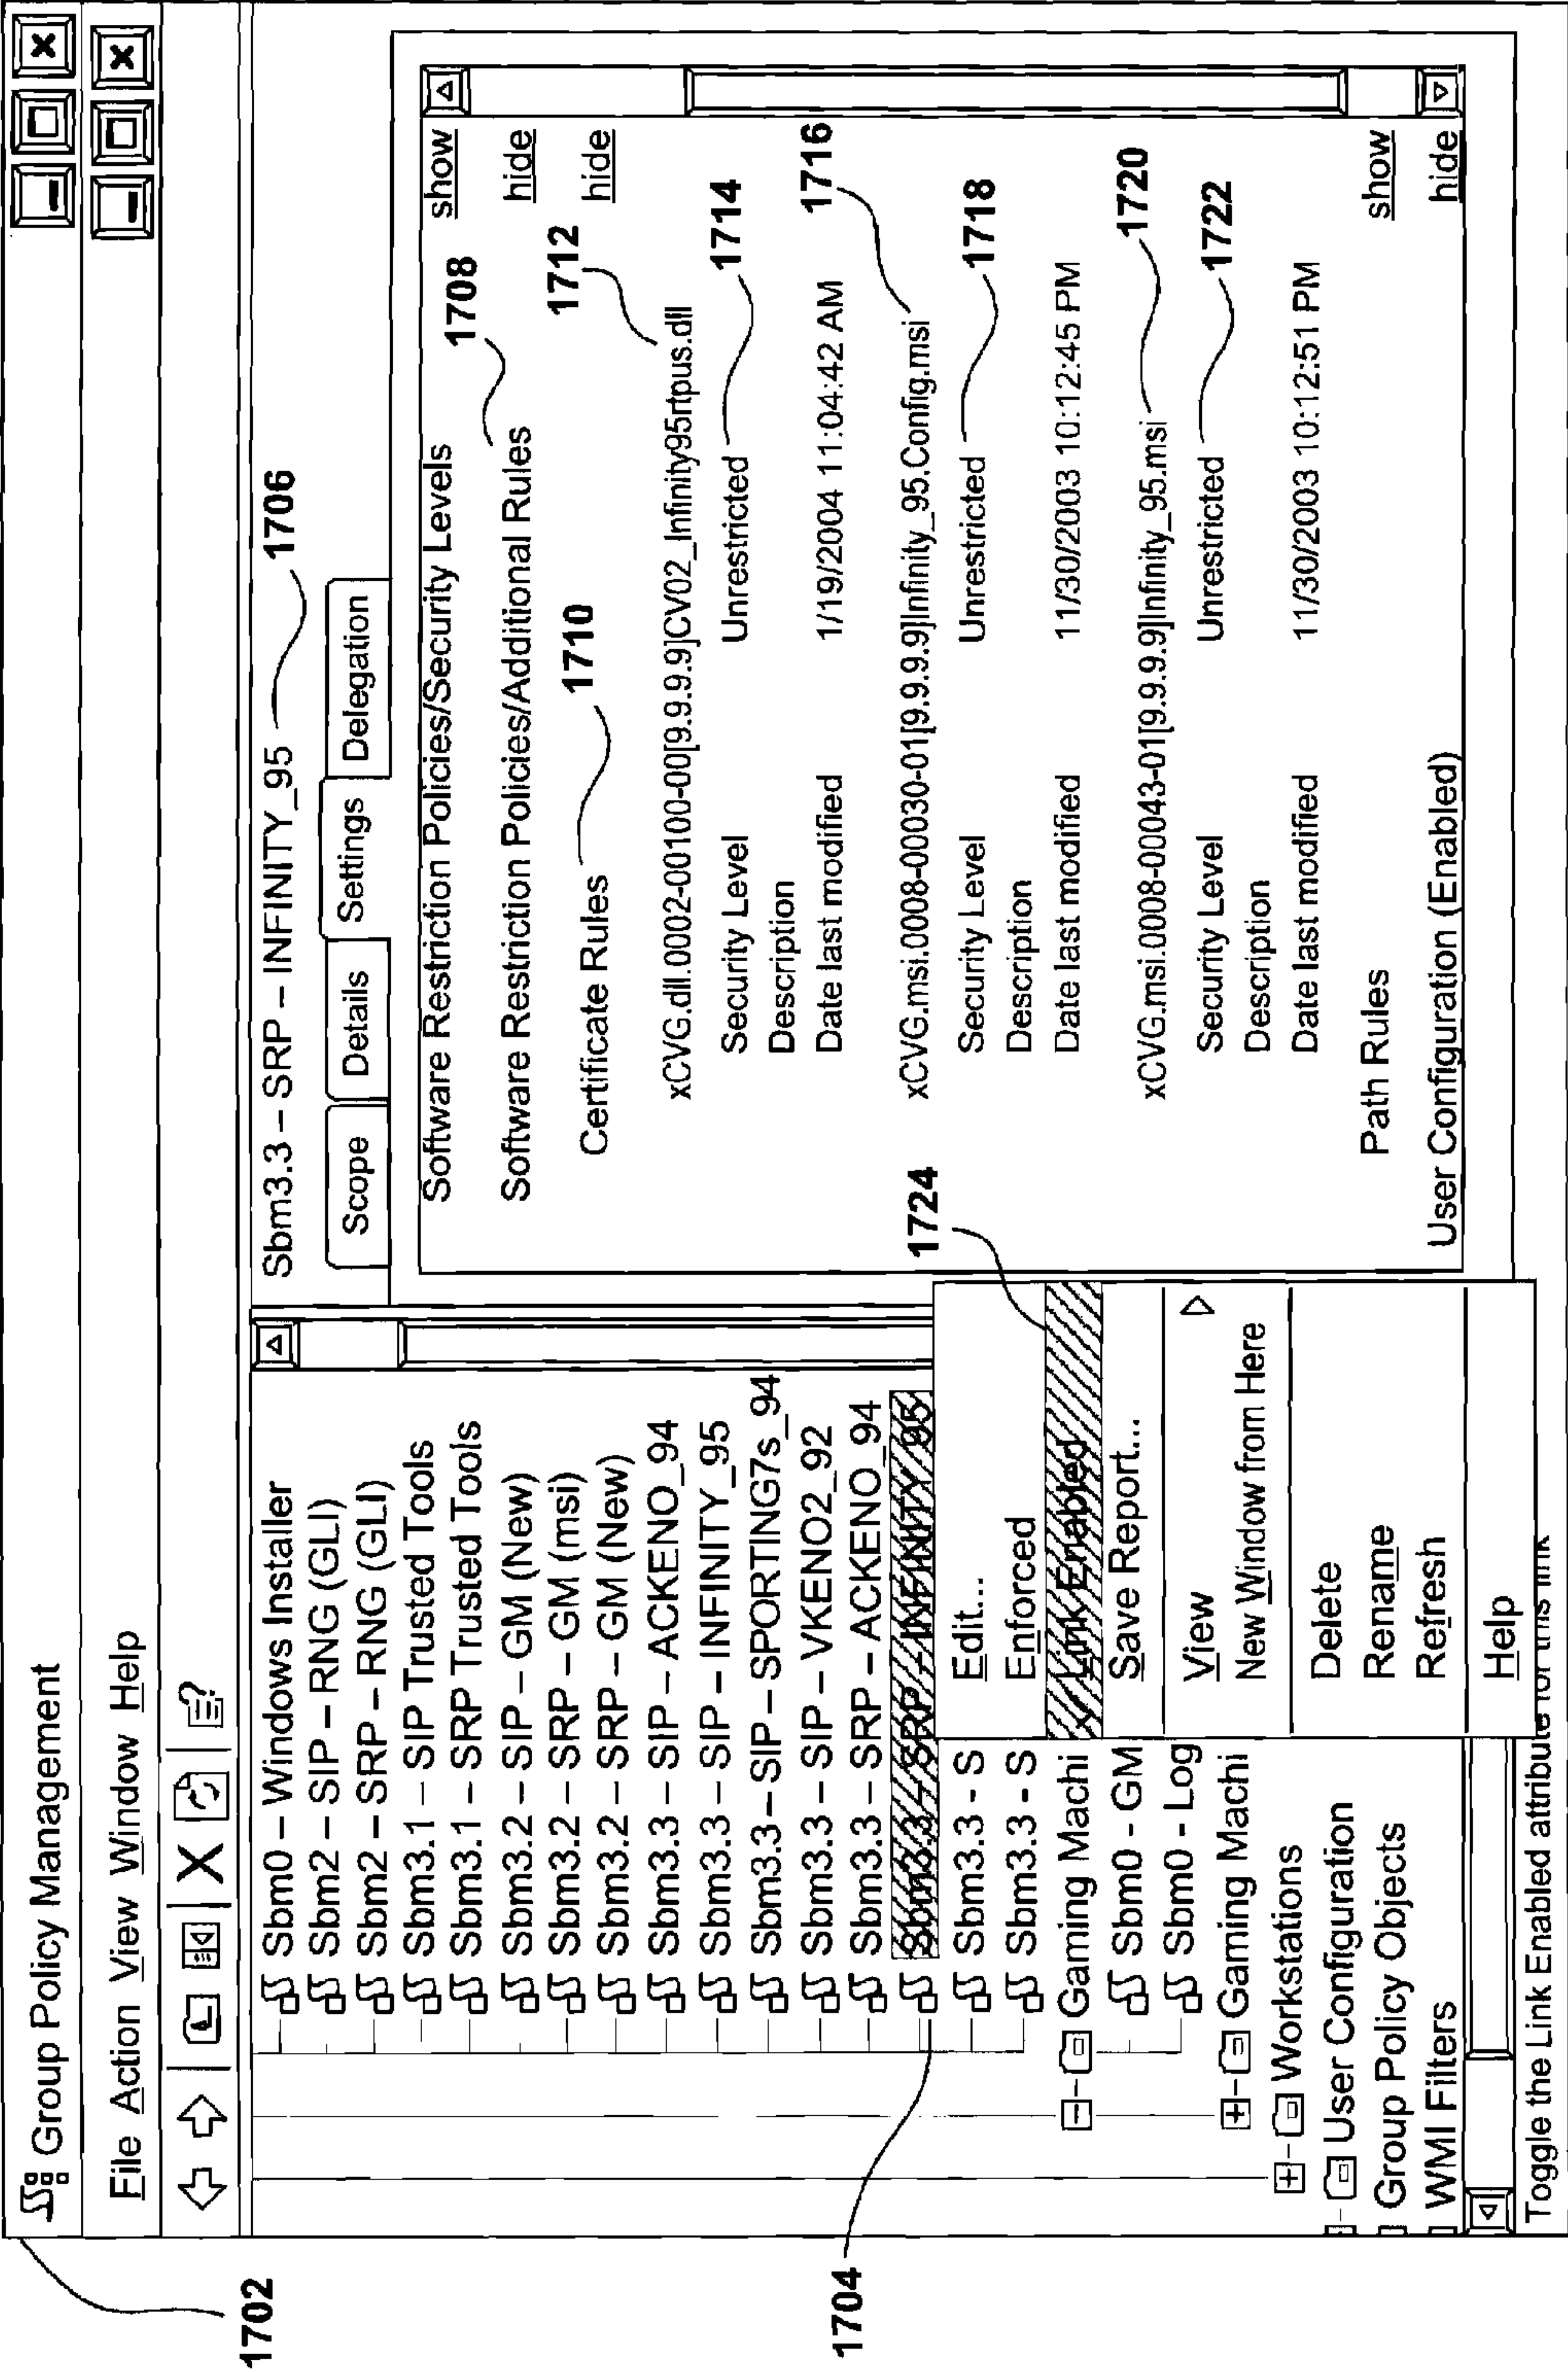 Group Policy Management
File Action View Window Help
Sbm0 – Windows Installer
Sbm2 – SIP – RNG (GLI)
Sbm2 – SRP – RNG (GLI)
Sbm3.1 – SIP Trusted Tools
Sbm3.1 – SRP Trusted Tools
Sbm3.2 – SIP – GM (New)
Sbm3.2 – SRP – GM (msi)
Sbm3.2 – SRP – GM (New)
Sbm3.3 – SIP – ACKENO_94
Sbm3.3 – SIP – INFINITY_95
Sbm3.3 – SIP – SPORTING7s_94
Sbm3.3 – SIP – VKENO2_92
Sbm3.3 – SRP – ACKENO_94
Sbm3.3 – SRP – INFINITY_95
Sbm3.3 - S
Sbm3.3 - S
Gaming Machi
Sbm0 - GM
Sbm0 - Log
Gaming Machi
Workstations
User Configuration
Group Policy Objects
WMI Filters
Toggle the Link Enabled attribute for this link
Edit...
Enforced
Link Enabled
Save Report...
View
New Window from Here
Delete
Rename
Refresh
Help
Sbm3.3 – SRP – INFINITY_95
1706
Scope
Details
Settings
Delegation
Software Restriction Policies/Security Levels
show
1708
Software Restriction Policies/Additional Rules
hide
Certificate Rules
1710
1712
hide
xCVG.dll.0002-00100-00[9.9.9.9]CV02_Infinity95rtpus.dll
Security Level Unrestricted
1714
Description
Date last modified 1/19/2004 11:04:42 AM
1716
xCVG.msi.0008-00030-01[9.9.9.9]Infinity_95.Config.msi
Security Level Unrestricted
1718
Description
Date last modified 11/30/2003 10:12:45 PM
1720
xCVG.msi.0008-00043-01[9.9.9.9]Infinity_95.msi
Security Level Unrestricted
1722
Description
Date last modified 11/30/2003 10:12:51 PM
Path Rules
show
User Configuration (Enabled)
hide
1724
1702
1704